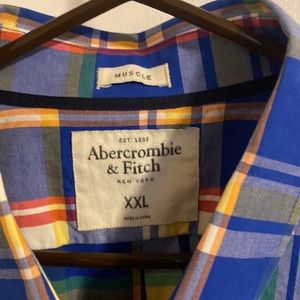 MUSCLE
EST. 1892
Abercrombie
& Fitch
NEW YORK
XXL
MADE IN CHINA